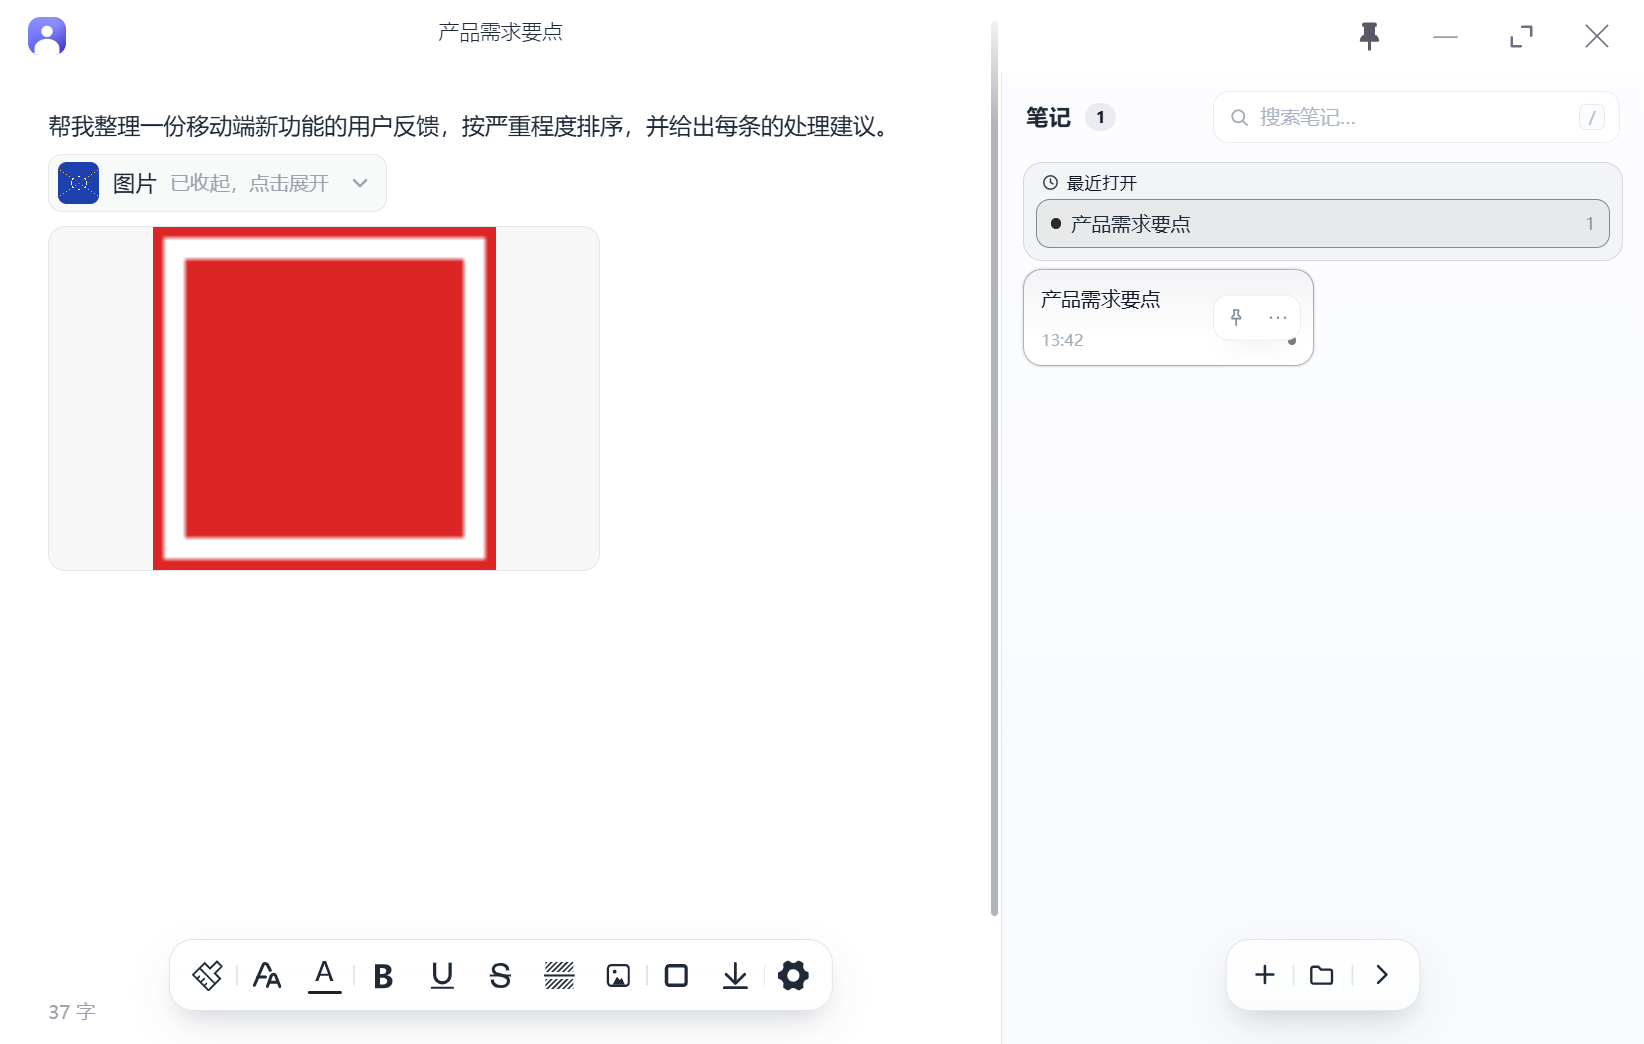 产品需求要点
帮我整理一份移动端新功能的用户反馈，按严重程度排序，并给出每条的处理建议。
图片 已收起，点击展开
37 字
笔记 1
搜索笔记... /
最近打开
产品需求要点 1
产品需求要点
13:42